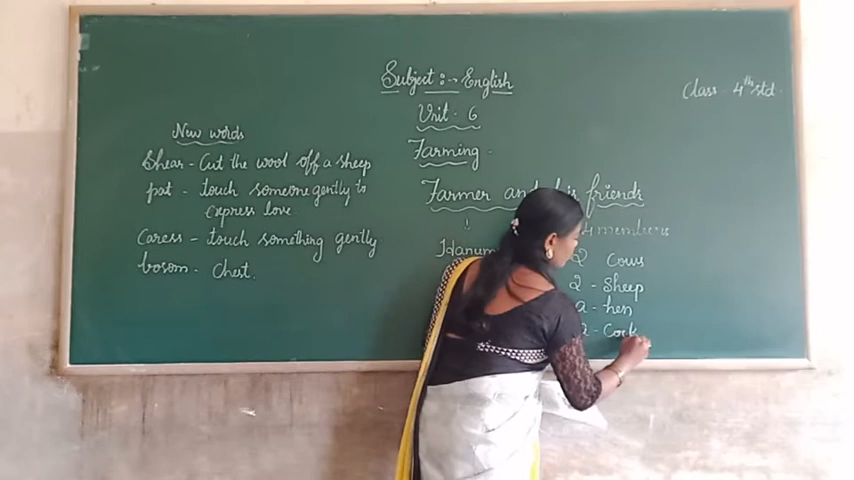 Subject :- English
Class - 4th std.
Unit - 6
Farming.
New words
Shear - Cut the wool off a sheep
pat - touch someone gently to
express love.
Caress - touch something gently
bosom - Chest.
Farmer and his friends
4 members
2 Cows
2 - Sheep
a - hen
a - Cock